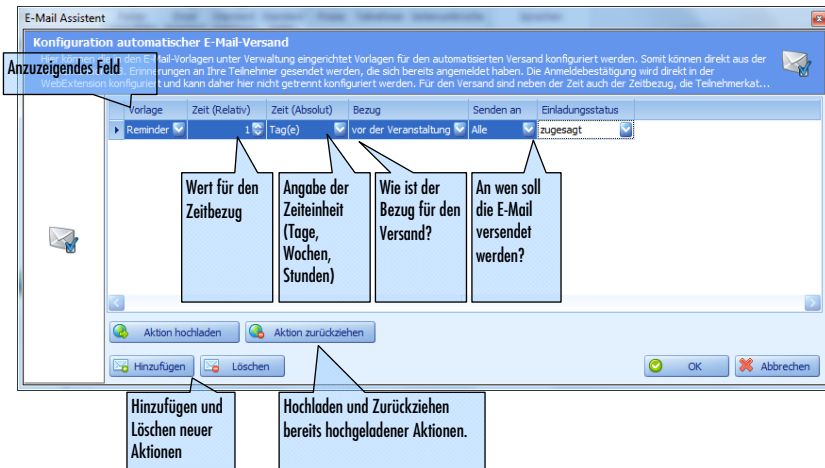 E-Mail Assistent
Konfiguration automatischer E-Mail-Versand
den E-Mail-Vorlagen unter Verwaltung eingerichtet Vorlagen für den automatisierten Versand konfiguriert werden. Somit können direkt aus der
Erinnerungen an Ihre Teilnehmer gesendet werden, die sich bereits angemeldet haben. Die Anmeldebestätigung wird direkt in der
WebExtension konfiguriert und kann daher hier nicht getrennt konfiguriert werden. Für den Versand sind neben der Zeit auch der Zeitbezug, die Teilnehmerkat...
Anzuzeigendes Feld
Vorlage Zeit (Relativ) Zeit (Absolut) Bezug Senden an Einladungsstatus
Reminder 1 Tag(e) vor der Veranstaltung Alle zugesagt
Wert für den
Zeitbezug
Angabe der
Zeiteinheit
(Tage,
Wochen,
Stunden)
Wie ist der
Bezug für den
Versand?
An wen soll
die E-Mail
versendet
werden?
Aktion hochladen Aktion zurückziehen
Hinzufügen Löschen OK Abbrechen
Hinzufügen und
Löschen neuer
Aktionen
Hochladen und Zurückziehen
bereits hochgeladener Aktionen.